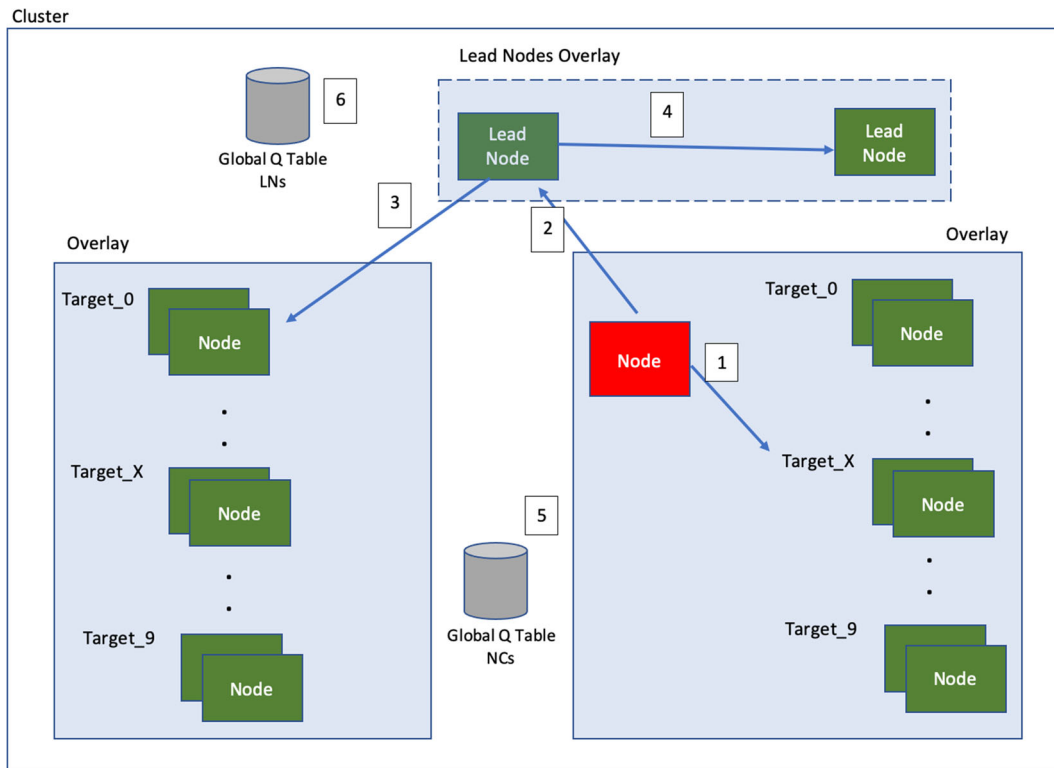 Cluster
Lead Nodes Overlay
6
4
Lead
Node
Lead
Node
Global Q Table
LNs
3
2
Overlay
Overlay
Target_0
Node
Target_X
Node
Target_9
Node
Target_0
Node
Node
1
Target_X
Node
Target_9
Node
5
Global Q Table
NCs